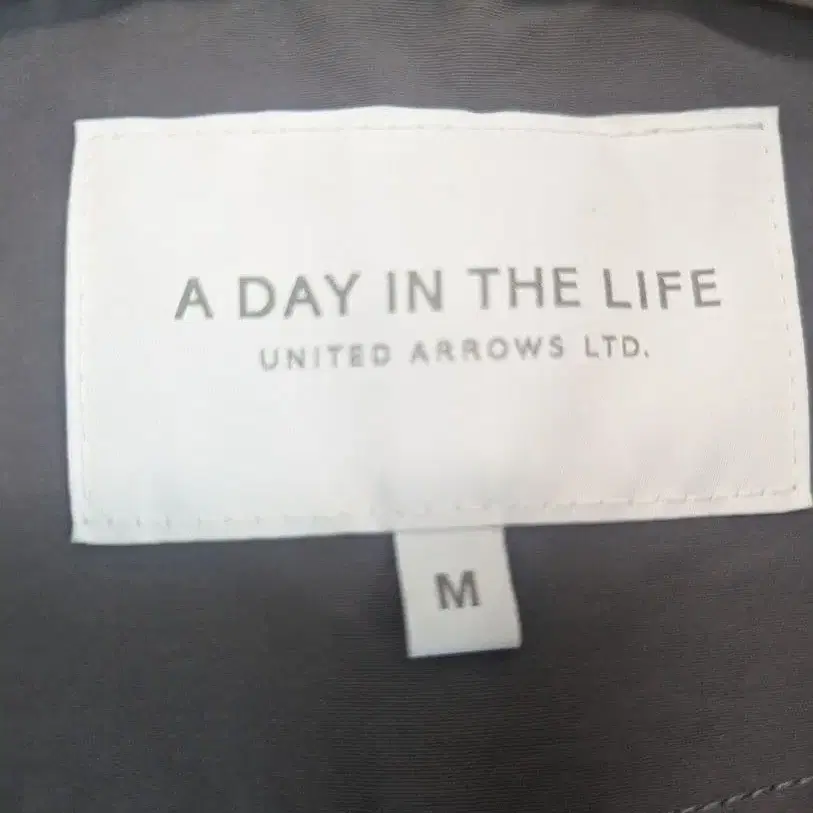 A DAY IN THE LIFE
UNITED ARROWS LTD.
M